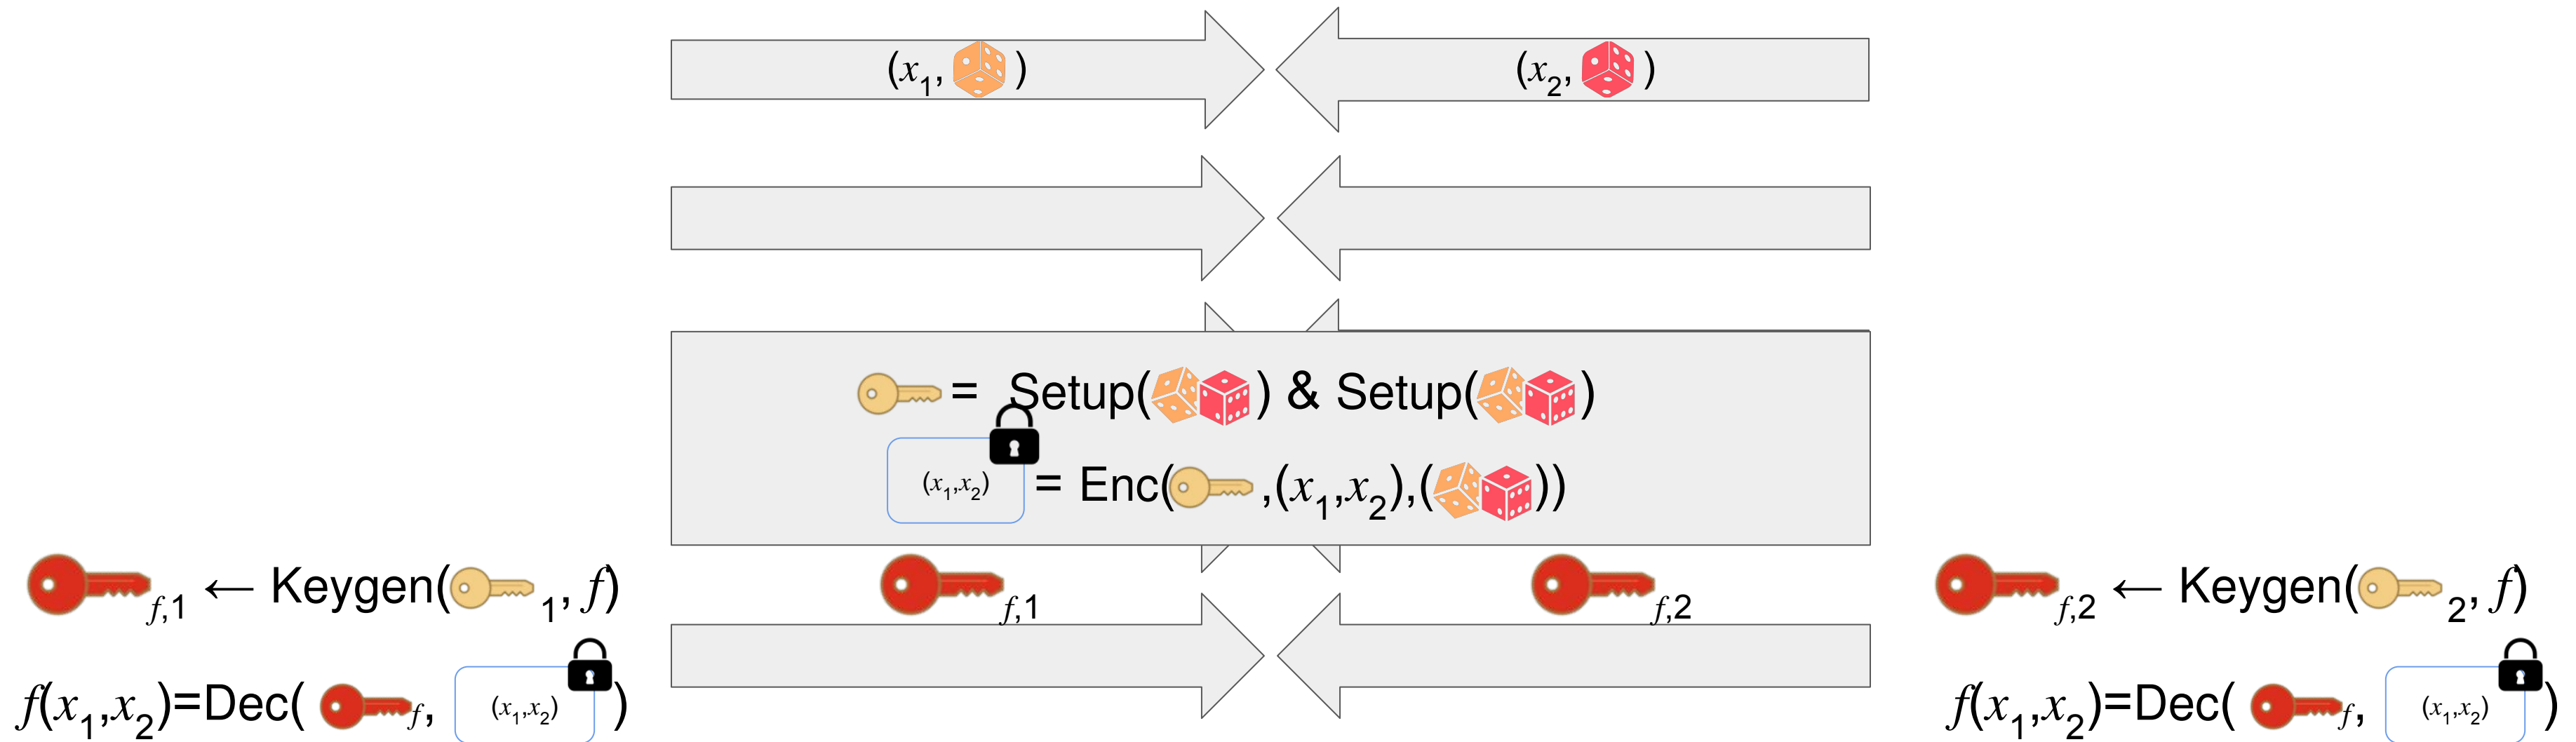 (x1, )
(x2, )
= Setup( ) & Setup( )
(x1,x2)
= Enc( ,(x1,x2),( ))
f,1 ← Keygen( 1, f)
f,1
f,2
f,2 ← Keygen( 2, f)
f(x1,x2)=Dec( f, (x1,x2) )
f(x1,x2)=Dec( f, (x1,x2) )